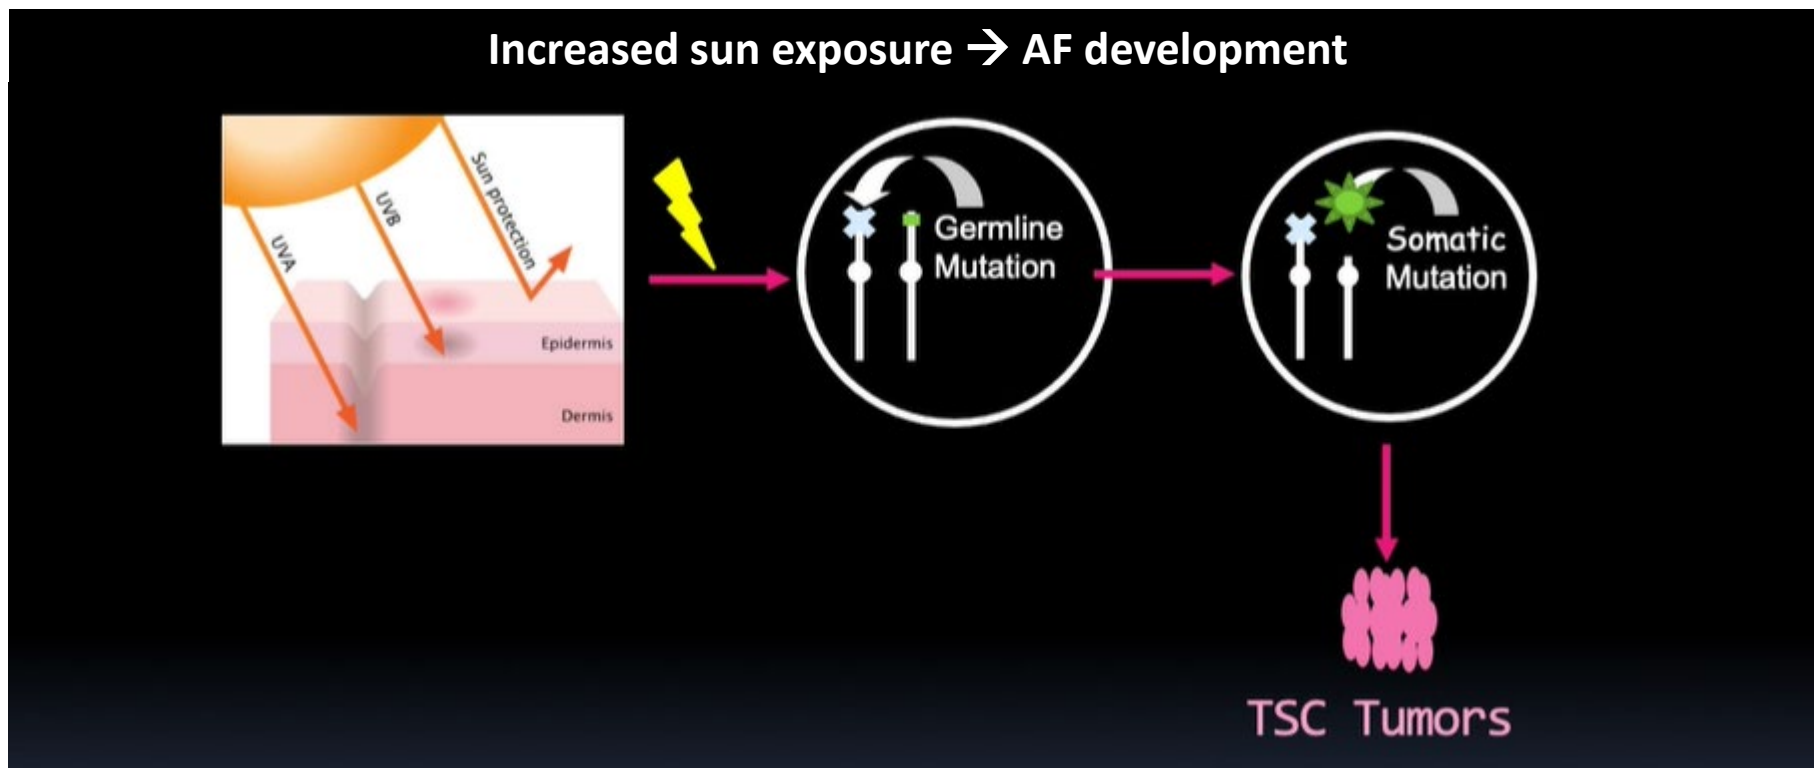 Increased sun exposure → AF development
UVA
UVB
Sun protection
Epidermis
Dermis
Germline
Mutation
Somatic
Mutation
TSC Tumors